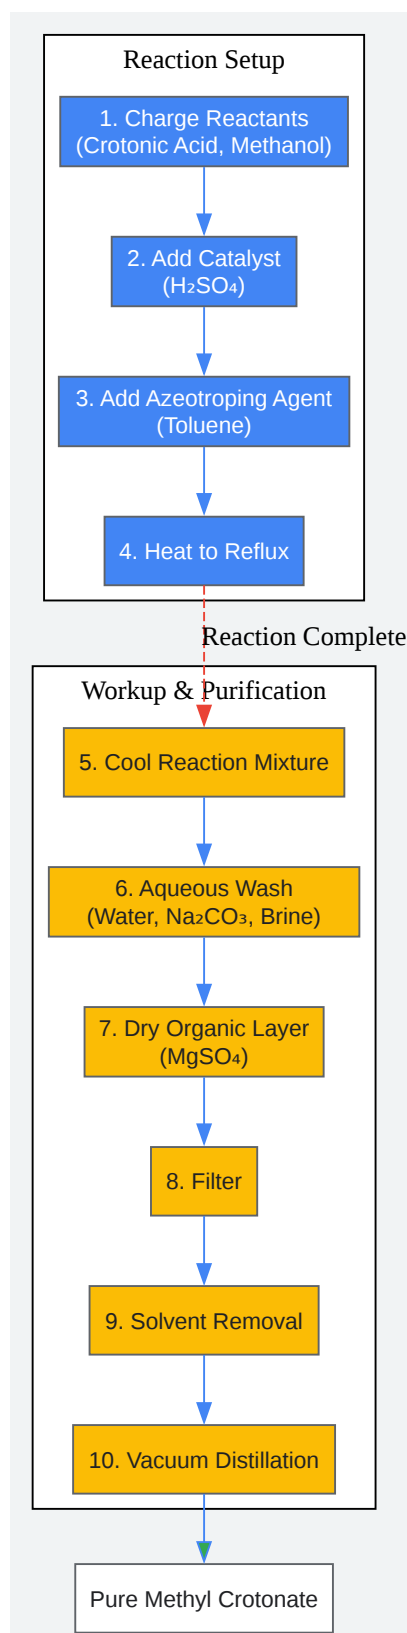 Reaction Setup
1. Charge Reactants
(Crotonic Acid, Methanol)
2. Add Catalyst
(H₂SO₄)
3. Add Azeotroping Agent
(Toluene)
4. Heat to Reflux
Reaction Complete
Workup & Purification
5. Cool Reaction Mixture
6. Aqueous Wash
(Water, Na₂CO₃, Brine)
7. Dry Organic Layer
(MgSO₄)
8. Filter
9. Solvent Removal
10. Vacuum Distillation
Pure Methyl Crotonate